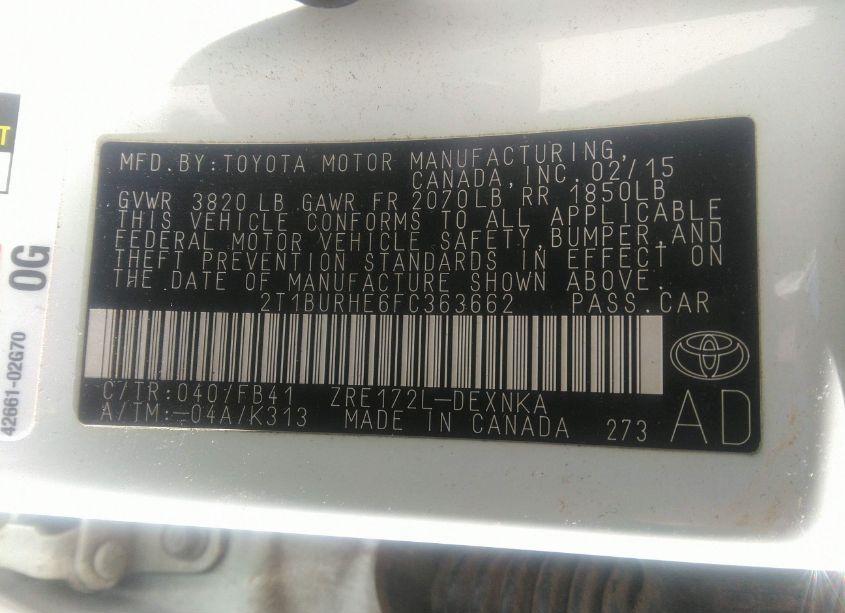 MFD.BY:TOYOTA MOTOR MANUFACTURING,
CANADA,INC. 02/15
GVWR 3820 LB GAWR FR 2070LB RR 1850LB
THIS VEHICLE CONFORMS TO ALL APPLICABLE
FEDERAL MOTOR VEHICLE SAFETY,BUMPER,AND
THEFT PREVENTION STANDARDS IN EFFECT ON
THE DATE OF MANUFACTURE SHOWN ABOVE.
2T1BURHE6FC363662 PASS.CAR
C/TR:040/FB41 ZRE172L-DEXNKA
A/TM:-04A/K313 MADE IN CANADA 273
AD
T
0G
42661-02G70